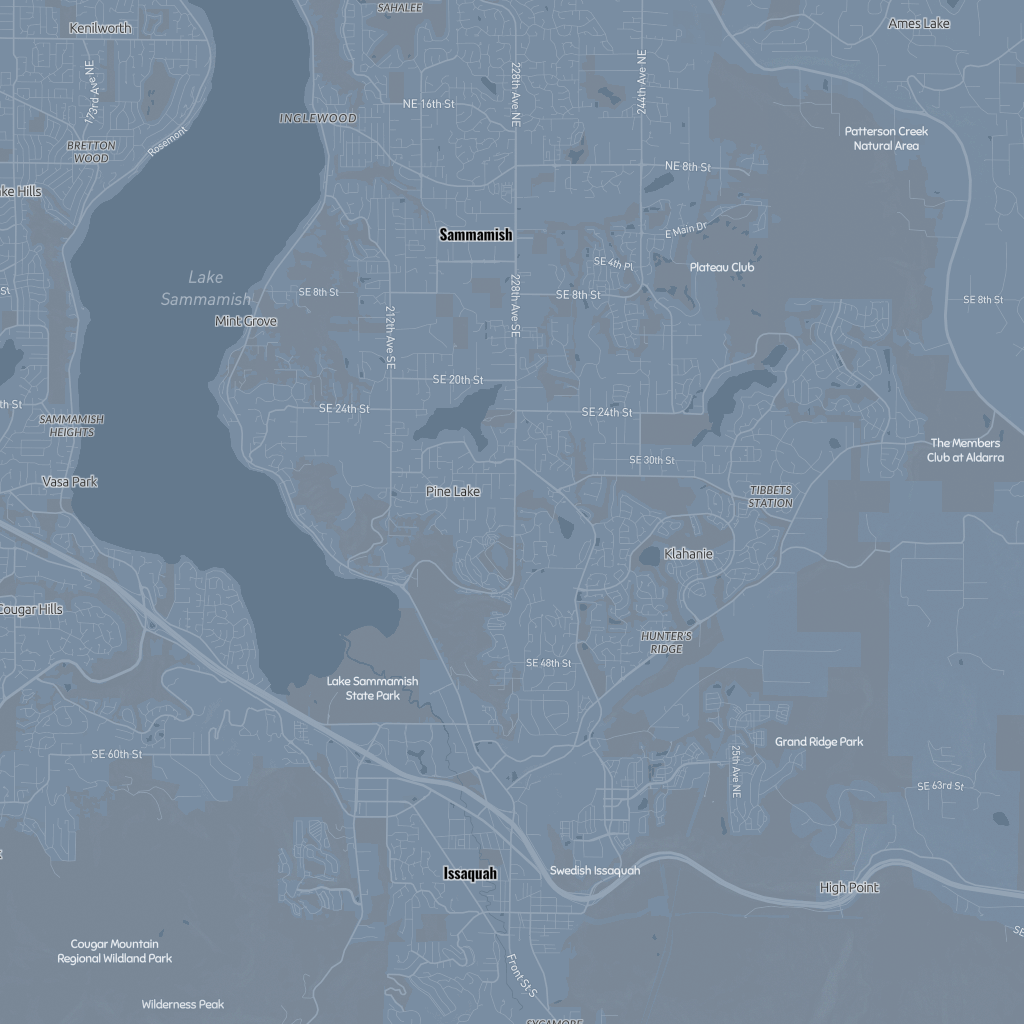 SAHALEE
Kenilworth
Ames Lake
173rd Ave NE
228th Ave NE
244th Ave NE
NE 16th St
INGLEWOOD
Rosemont
BRETTON
WOOD
Patterson Creek
Natural Area
NE 8th St
ke Hills
Sammamish
E Main Dr
SE 4th Pl
Plateau Club
Lake
Sammamish
SE 8th St
SE 8th St
SE 8th St
St
Mint Grove
212th Ave SE
228th Ave SE
SE 20th St
SE 24th St
SE 24th St
th St
SAMMAMISH
HEIGHTS
The Members
Club at Aldarra
SE 30th St
Vasa Park
Pine Lake
TIBBETS
STATION
Klahanie
Cougar Hills
HUNTER'S
RIDGE
SE 48th St
Lake Sammamish
State Park
Grand Ridge Park
SE 60th St
25th Ave NE
SE 63rd St
Issaquah
Swedish Issaquah
High Point
SE
Cougar Mountain
Regional Wildland Park
Front St S
Wilderness Peak
SYCAMORE